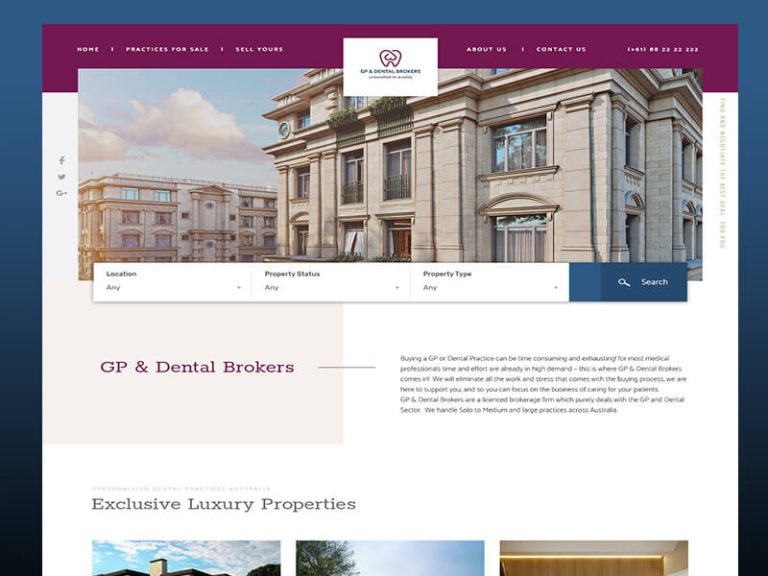 HOME | PRACTICES FOR SALE | SELL YOURS
GP & DENTAL BROKERS
ABOUT US | CONTACT US
(+61) 88 22 22 222
FIND AND NEGOTIATE THE BEST DEAL FOR YOU
G+
Location
Any
Property Status
Any
Property Type
Any
Search
GP & Dental Brokers
Buying a GP or Dental Practice can be time consuming and exhausting! for most medical
professionals time and effort are already in high demand - this is where GP & Dental Brokers
comes in! We will eliminate all the work and stress that comes with the buying process, we are
here to support you, and so you can focus on the business of caring for your patients.
GP & Dental Brokers are a licenced brokerage firm which purely deals with the GP and Dental
Sector. We handle Solo to Medium and large practices across Australia.
PERSONALISED DENTAL PRACTICES AUSTRALIA
Exclusive Luxury Properties